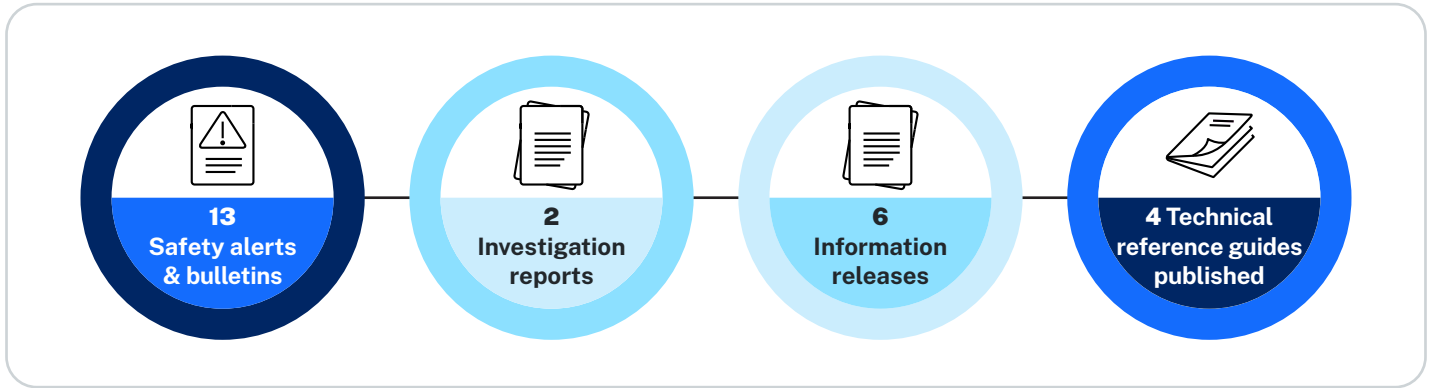 13
Safety alerts
& bulletins
2
Investigation
reports
6
Information
releases
4 Technical
reference guides
published